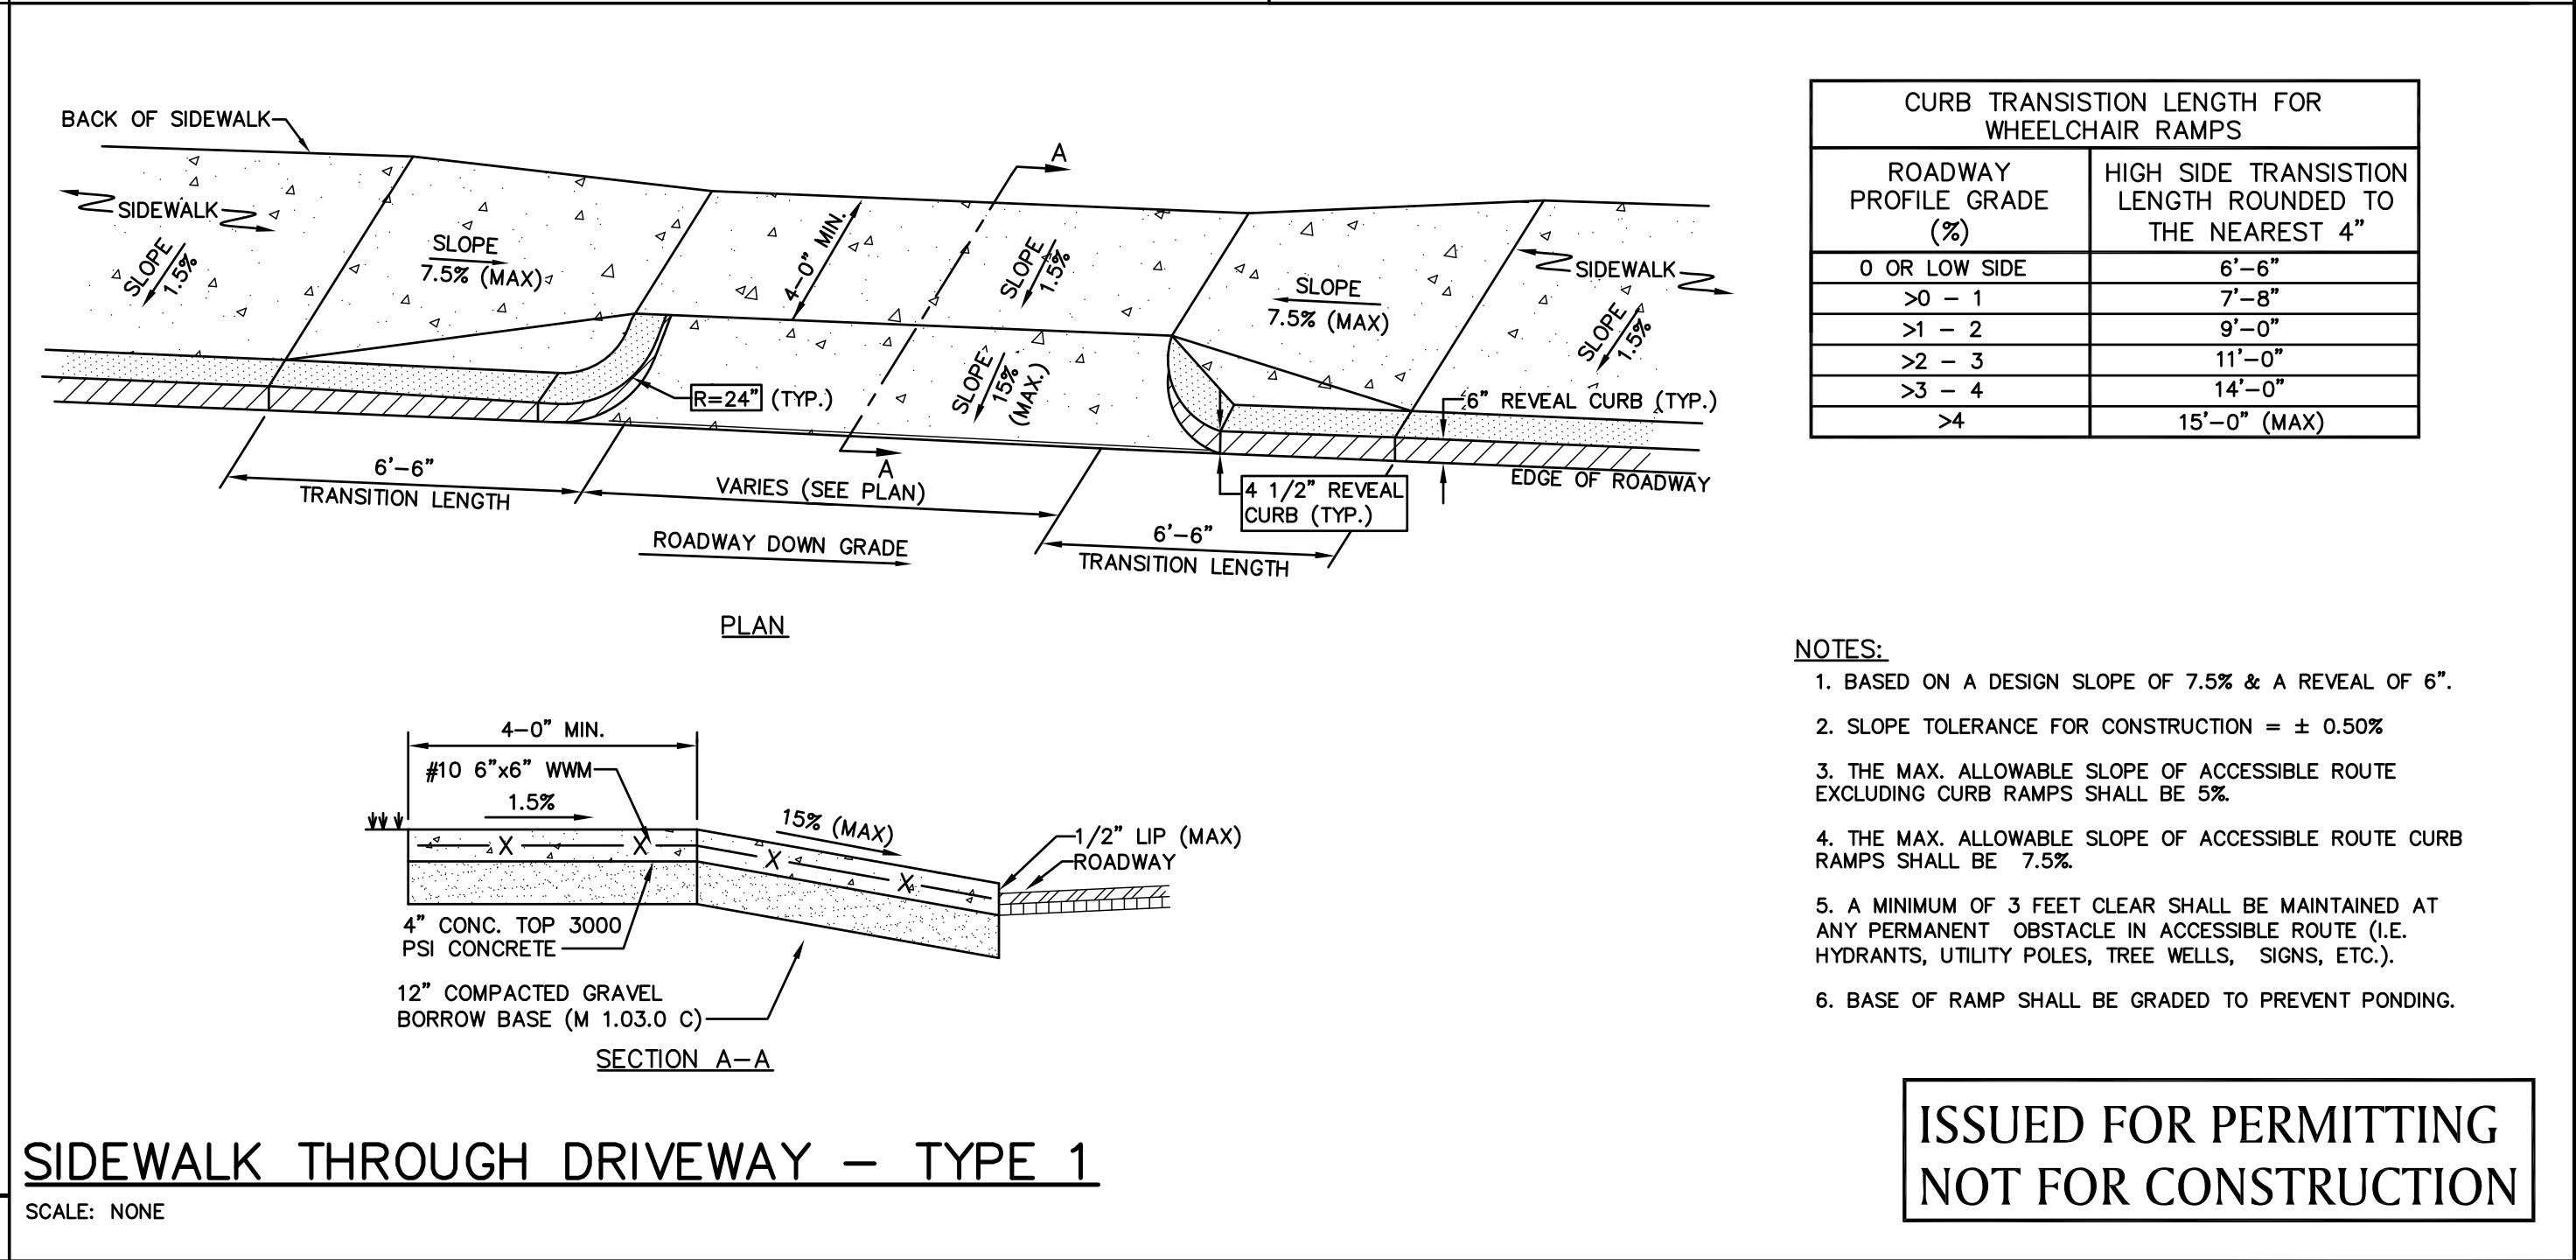 BACK OF SIDEWALK
A
SIDEWALK
SLOPE
1.5%
SLOPE
7.5% (MAX)
4-0" MIN.
SLOPE
1.5%
SLOPE
7.5% (MAX)
SIDEWALK
SLOPE
1.5%
SLOPE
15%
(MAX.)
R=24" (TYP.)
6" REVEAL CURB (TYP.)
A
6'-6"
TRANSITION LENGTH
VARIES (SEE PLAN)
4 1/2" REVEAL
CURB (TYP.)
EDGE OF ROADWAY
ROADWAY DOWN GRADE
6'-6"
TRANSITION LENGTH
PLAN
CURB TRANSISTION LENGTH FOR
WHEELCHAIR RAMPS
ROADWAY
PROFILE GRADE
(%)
HIGH SIDE TRANSISTION
LENGTH ROUNDED TO
THE NEAREST 4"
0 OR LOW SIDE 6'-6"
>0 - 1 7'-8"
>1 - 2 9'-0"
>2 - 3 11'-0"
>3 - 4 14'-0"
>4 15'-0" (MAX)
4-0" MIN.
#10 6"x6" WWM
1.5%
15% (MAX)
X X X X
1/2" LIP (MAX)
ROADWAY
4" CONC. TOP 3000
PSI CONCRETE
12" COMPACTED GRAVEL
BORROW BASE (M 1.03.0 C)
SECTION A-A
NOTES:
1. BASED ON A DESIGN SLOPE OF 7.5% & A REVEAL OF 6".
2. SLOPE TOLERANCE FOR CONSTRUCTION = ± 0.50%
3. THE MAX. ALLOWABLE SLOPE OF ACCESSIBLE ROUTE
EXCLUDING CURB RAMPS SHALL BE 5%.
4. THE MAX. ALLOWABLE SLOPE OF ACCESSIBLE ROUTE CURB
RAMPS SHALL BE 7.5%.
5. A MINIMUM OF 3 FEET CLEAR SHALL BE MAINTAINED AT
ANY PERMANENT OBSTACLE IN ACCESSIBLE ROUTE (I.E.
HYDRANTS, UTILITY POLES, TREE WELLS, SIGNS, ETC.).
6. BASE OF RAMP SHALL BE GRADED TO PREVENT PONDING.
SIDEWALK THROUGH DRIVEWAY - TYPE 1
SCALE: NONE
ISSUED FOR PERMITTING
NOT FOR CONSTRUCTION